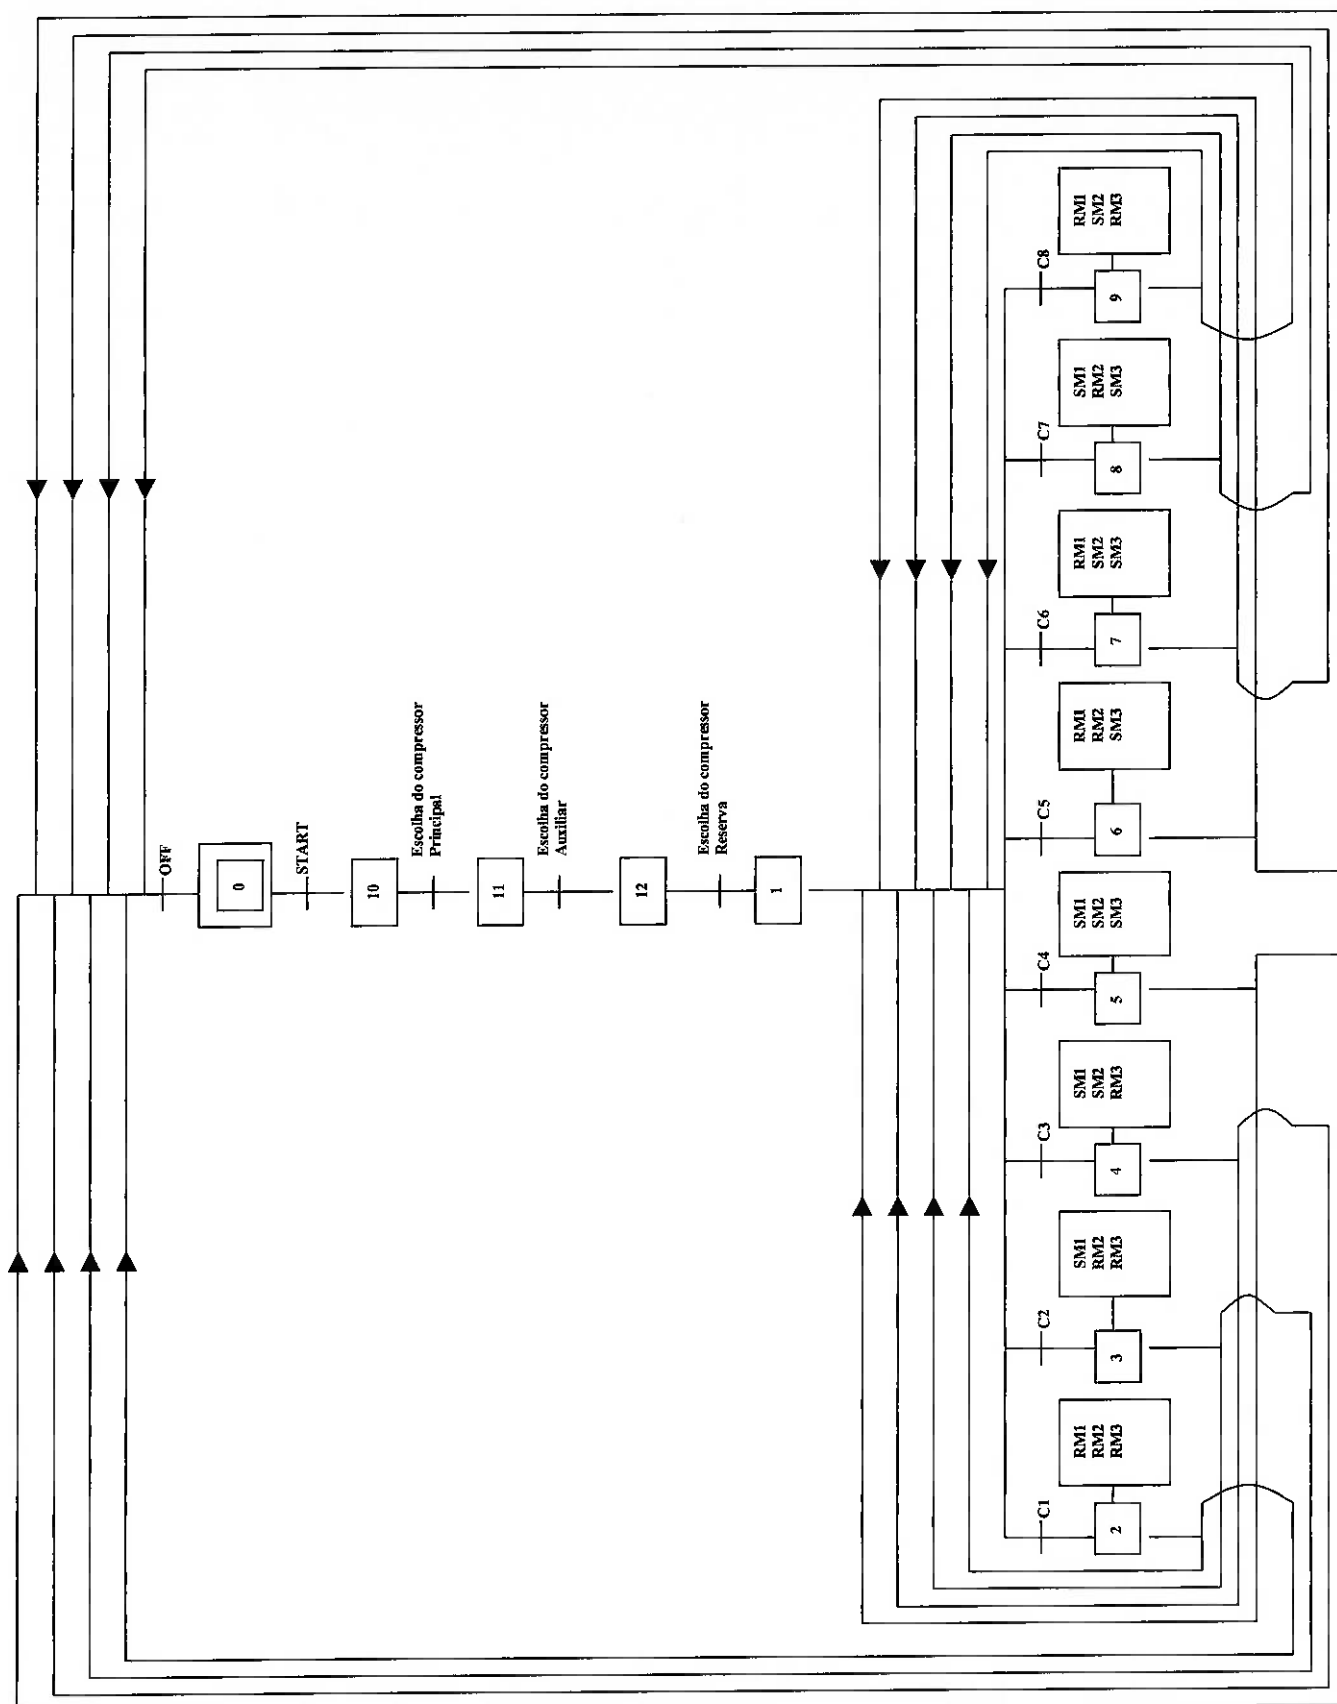 OFF
0
START
10
Escolha do compressor
Principal
11
Escolha do compressor
Auxiliar
12
Escolha do compressor
Reserva
1
C1
2
RM1
RM2
RM3
C2
3
SM1
RM2
RM3
C3
4
SM1
SM2
RM3
C4
5
SM1
SM2
SM3
C5
6
RM1
RM2
SM3
C6
7
RM1
SM2
SM3
C7
8
SM1
RM2
SM3
C8
9
RM1
SM2
RM3